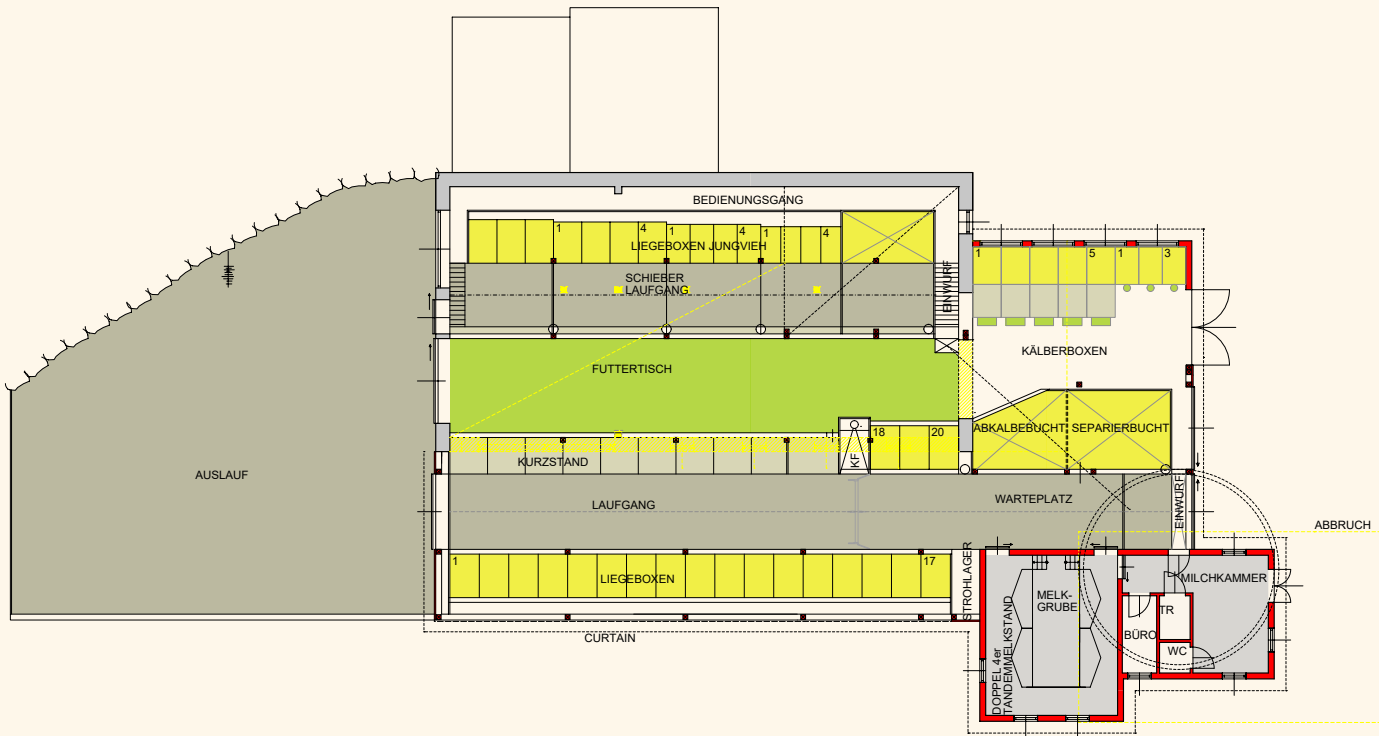 BEDIENUNGSGANG
1
4
1
4
1
4
LIEGEBOXEN JUNGVIEH
SCHIEBER
LAUFGANG
EINWURF
1
5
1
3
KÄLBERBOXEN
FUTTERTISCH
ABKALBEBUCHT
SEPARIERBUCHT
18
20
KF
KURZSTAND
AUSLAUF
LAUFGANG
WARTEPLATZ
EINWURF
ABBRUCH
1
17
LIEGEBOXEN
STROHLAGER
MELK-
GRUBE
MILCHKAMMER
TR
BÜRO
WC
CURTAIN
DOPPEL 4er
TANDEMMELKSTAND